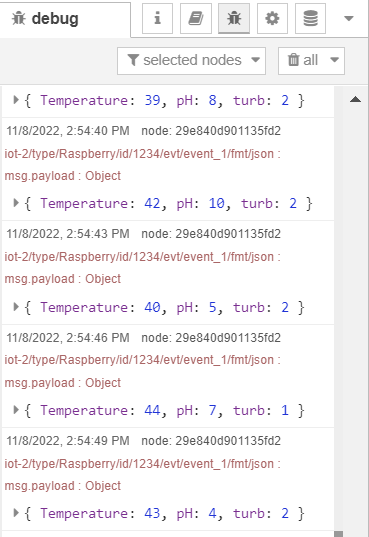 debug
selected nodes
all
{ Temperature: 39, pH: 8, turb: 2 }
11/8/2022, 2:54:40 PM node: 29e840d901135fd2
iot-2/type/Raspberry/id/1234/evt/event_1/fmt/json :
msg.payload : Object
{ Temperature: 42, pH: 10, turb: 2 }
11/8/2022, 2:54:43 PM node: 29e840d901135fd2
iot-2/type/Raspberry/id/1234/evt/event_1/fmt/json :
msg.payload : Object
{ Temperature: 40, pH: 5, turb: 2 }
11/8/2022, 2:54:46 PM node: 29e840d901135fd2
iot-2/type/Raspberry/id/1234/evt/event_1/fmt/json :
msg.payload : Object
{ Temperature: 44, pH: 7, turb: 1 }
11/8/2022, 2:54:49 PM node: 29e840d901135fd2
iot-2/type/Raspberry/id/1234/evt/event_1/fmt/json :
msg.payload : Object
{ Temperature: 43, pH: 4, turb: 2 }